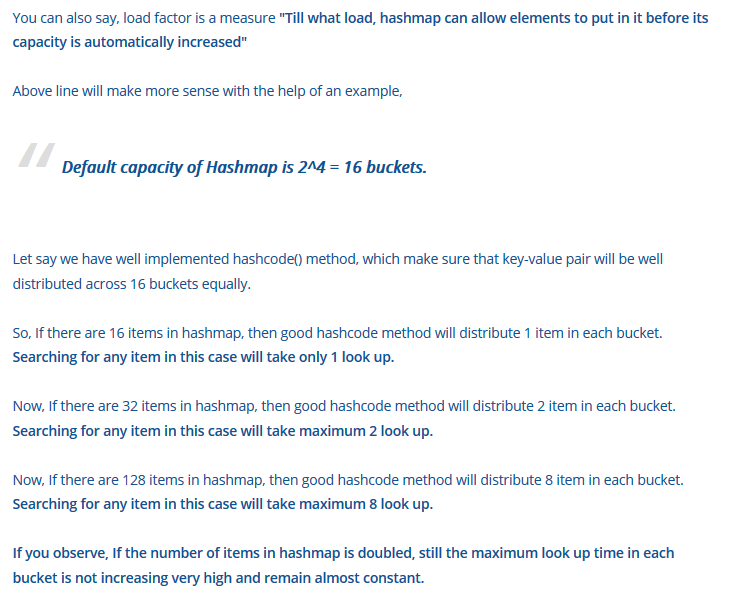 You can also say, load factor is a measure "Till what load, hashmap can allow elements to put in it before its
capacity is automatically increased"
Above line will make more sense with the help of an example,
Default capacity of Hashmap is 2^4 = 16 buckets.
Let say we have well implemented hashcode() method, which make sure that key-value pair will be well
distributed across 16 buckets equally.
So, If there are 16 items in hashmap, then good hashcode method will distribute 1 item in each bucket.
Searching for any item in this case will take only 1 look up.
Now, If there are 32 items in hashmap, then good hashcode method will distribute 2 item in each bucket.
Searching for any item in this case will take maximum 2 look up.
Now, If there are 128 items in hashmap, then good hashcode method will distribute 8 item in each bucket.
Searching for any item in this case will take maximum 8 look up.
If you observe, If the number of items in hashmap is doubled, still the maximum look up time in each
bucket is not increasing very high and remain almost constant.